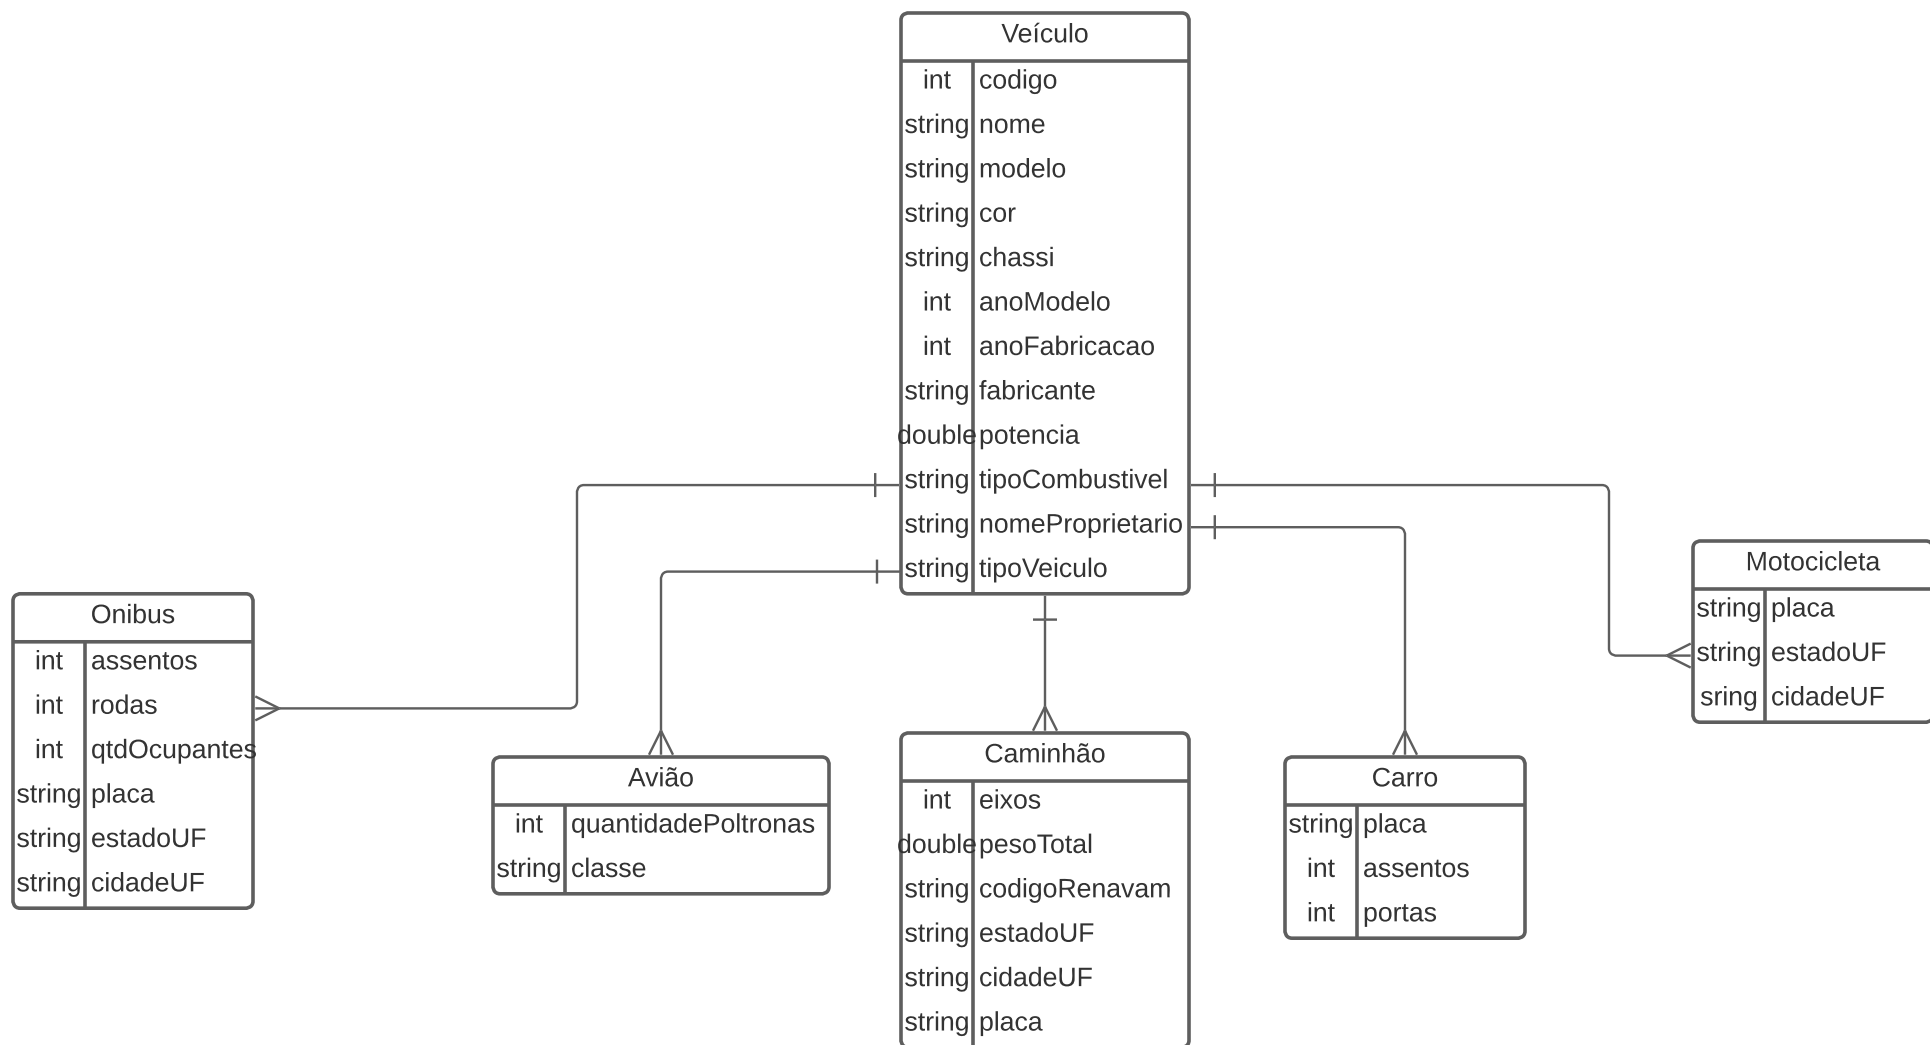 Veículo
int codigo
string nome
string modelo
string cor
string chassi
int anoModelo
int anoFabricacao
string fabricante
double potencia
string tipoCombustivel
string nomeProprietario
string tipoVeiculo
Onibus
int assentos
int rodas
int qtdOcupantes
string placa
string estadoUF
string cidadeUF
Avião
int quantidadePoltronas
string classe
Caminhão
int eixos
double pesoTotal
string codigoRenavam
string estadoUF
string cidadeUF
string placa
Carro
string placa
int assentos
int portas
Motocicleta
string placa
string estadoUF
sring cidadeUF